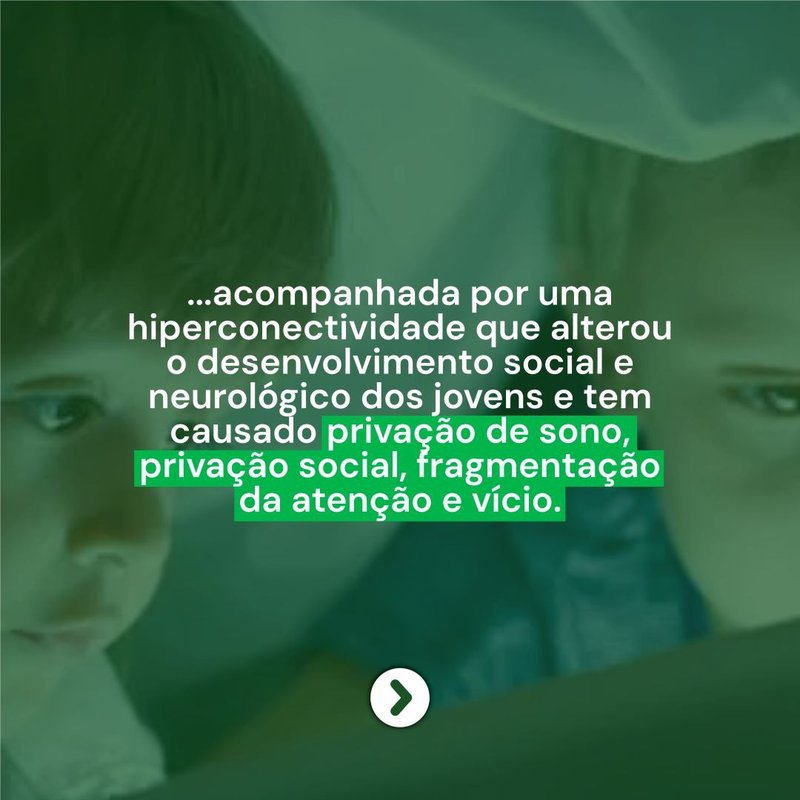 ...acompanhada por uma
hiperconectividade que alterou
o desenvolvimento social e
neurológico dos jovens e tem
causado privação de sono,
privação social, fragmentação
da atenção e vício.